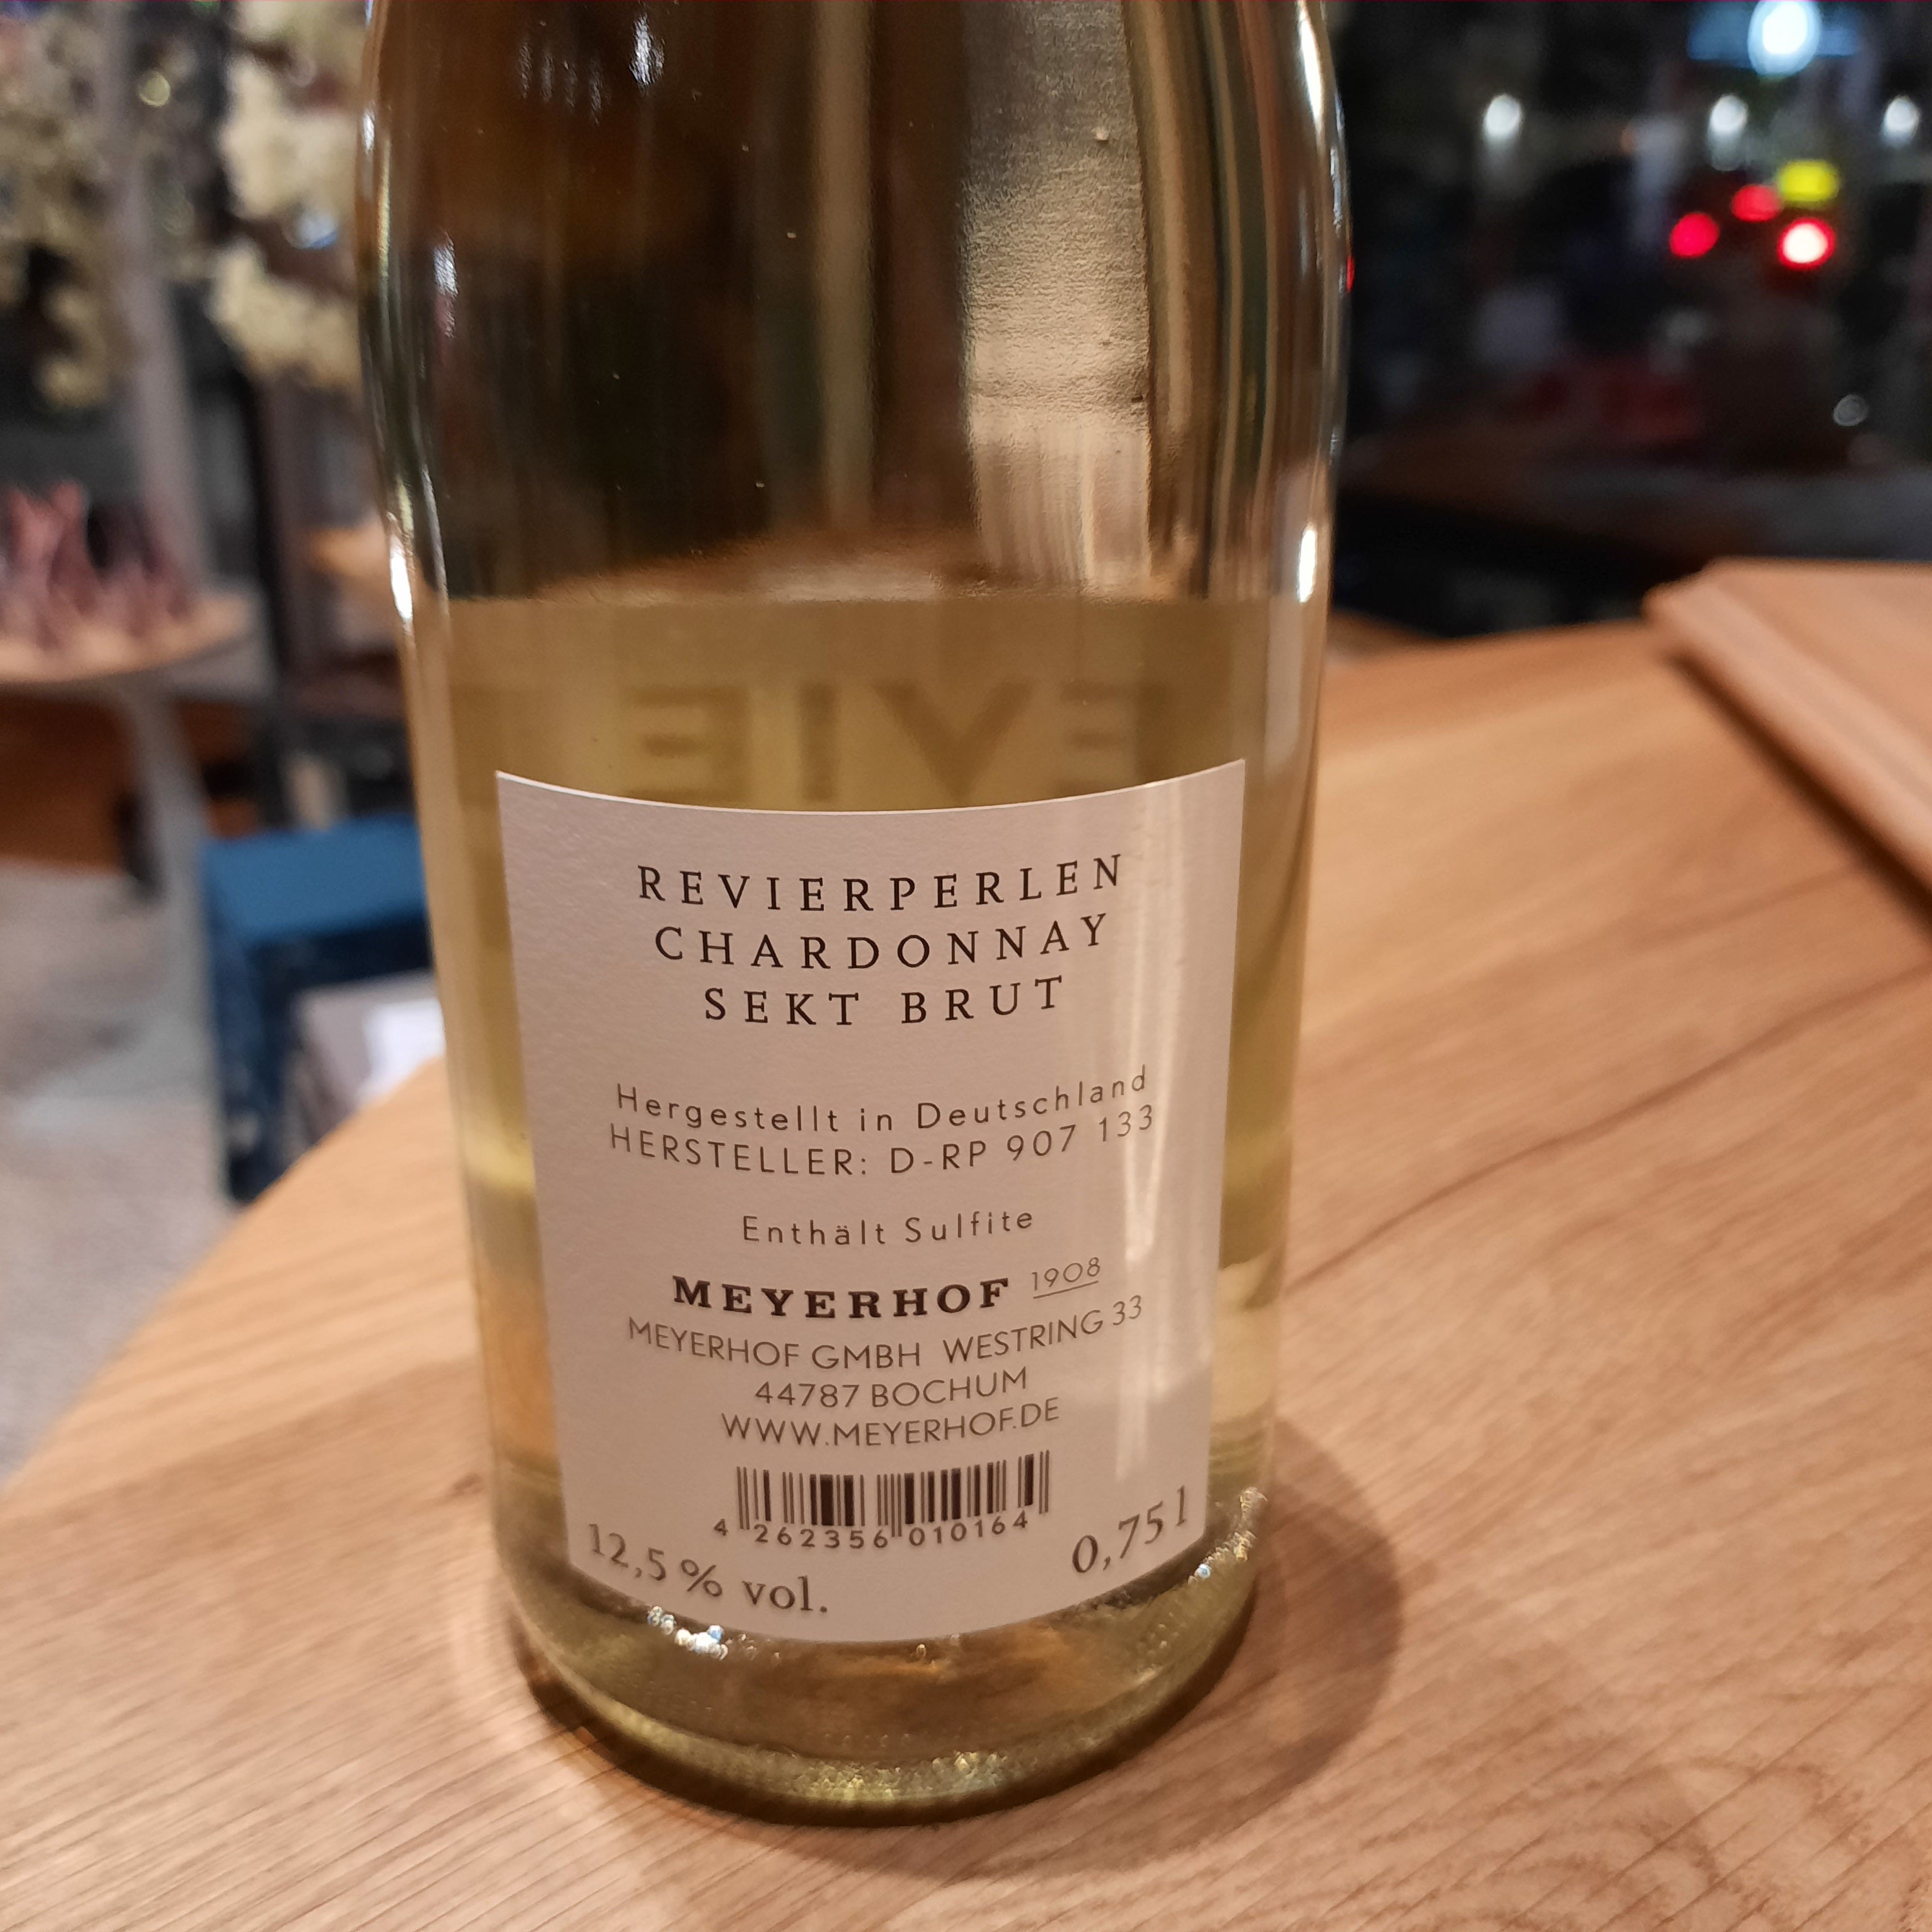 REVIERPERLEN
CHARDONNAY
SEKT BRUT
Hergestellt in Deutschland
HERSTELLER: D-RP 907 133
Enthält Sulfite
MEYERHOF 1908
MEYERHOF GMBH WESTRING 33
44787 BOCHUM
WWW.MEYERHOF.DE
4 262356 010164
12,5 % vol.
0,75 l